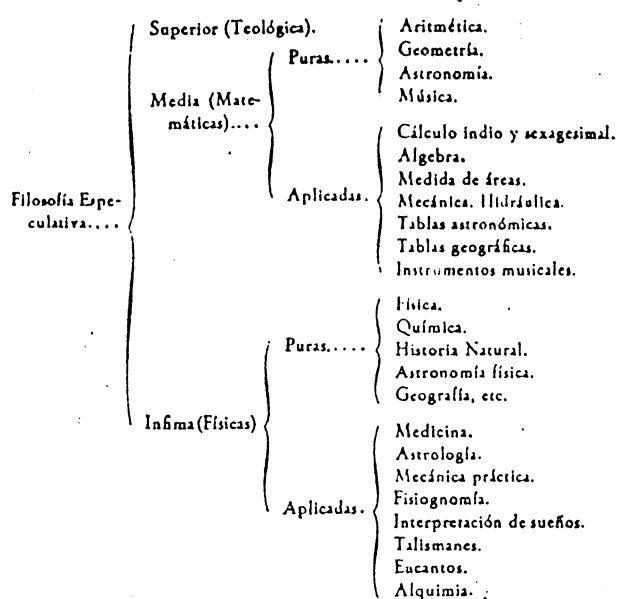 Superior (Teológica).
Aritmética.
Puras....
Geometría.
Astronomía.
Música.
Media (Mate-
máticas)....
Cálculo indio y sexagesimal.
Algebra.
Medida de áreas.
Aplicadas.
Mecánica. Hidráulica.
Tablas astronómicas.
Tablas geográficas.
Instrumentos musicales.
Filosofía Espe-
culativa....
Física.
Química.
Puras.....
Historia Natural.
Astronomía física.
Geografía, etc.
Infima (Físicas)
Medicina.
Astrología.
Mecánica práctica.
Fisiognomía.
Aplicadas.
Interpretación de sueños.
Talismanes.
Eucantos.
Alquimia.